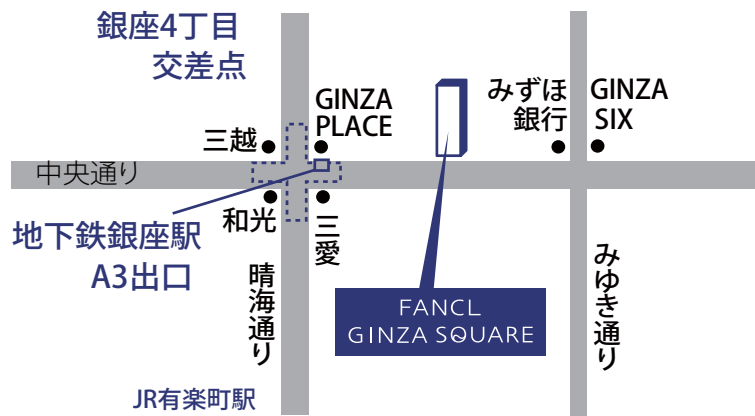 銀座4丁目
交差点
GINZA
PLACE
みずほ
銀行
GINZA
SIX
三越
中央通り
和光
三愛
地下鉄銀座駅
A3出口
晴海通り
みゆき通り
FANCL
GINZA SQUARE
JR有楽町駅